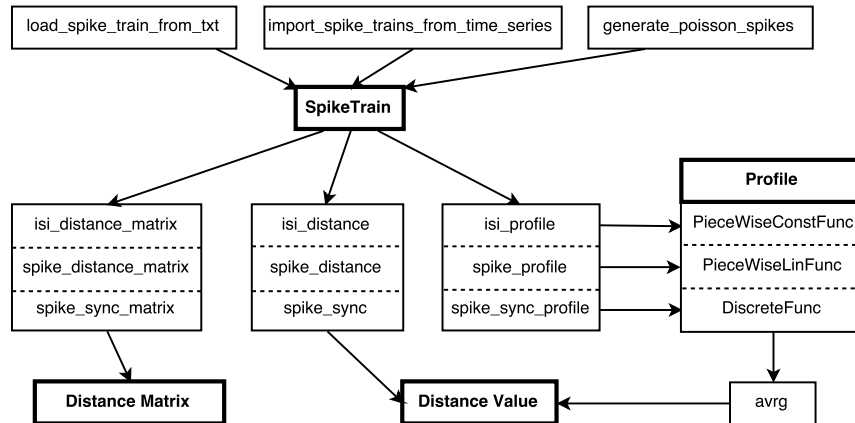 load_spike_train_from_txt
import_spike_trains_from_time_series
generate_poisson_spikes
SpikeTrain
isi_distance_matrix
spike_distance_matrix
spike_sync_matrix
isi_distance
spike_distance
spike_sync
isi_profile
spike_profile
spike_sync_profile
Profile
PieceWiseConstFunc
PieceWiseLinFunc
DiscreteFunc
Distance Matrix
Distance Value
avrg